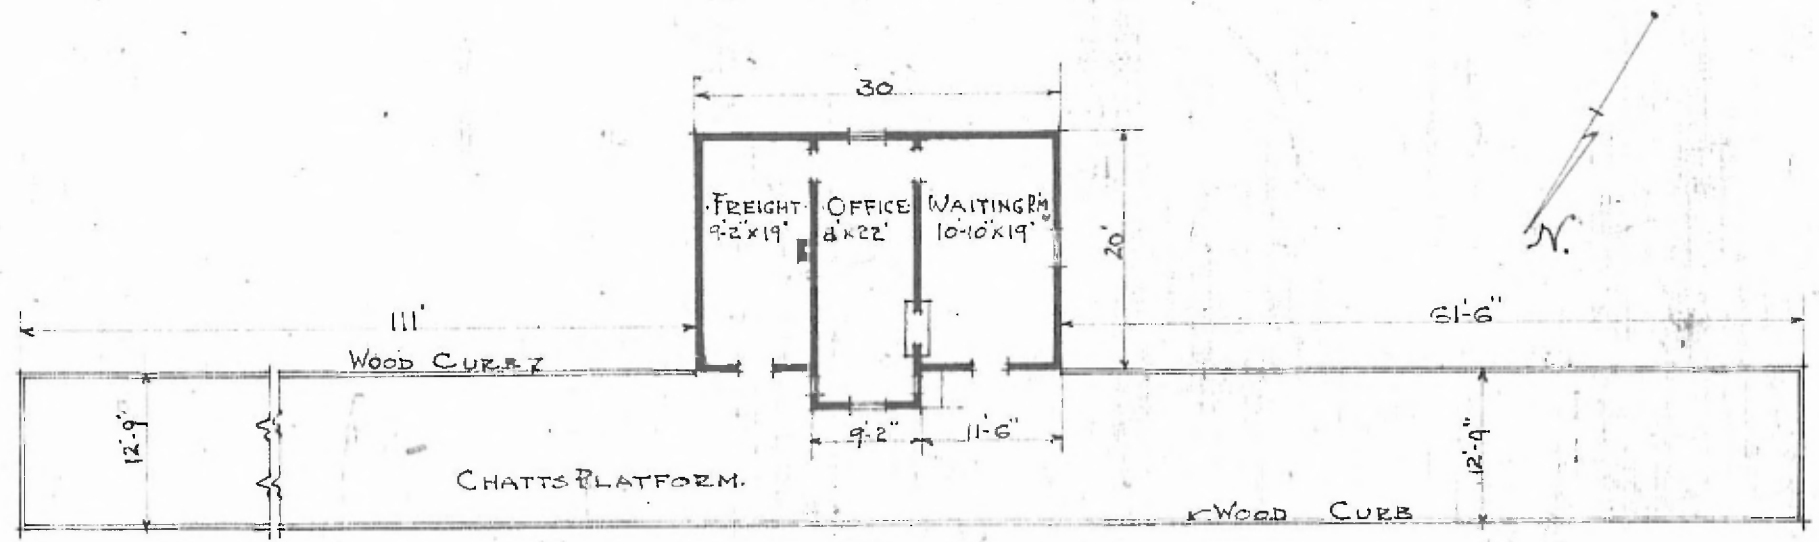 30
FREIGHT
9'-2"x19'
OFFICE
8'x22'
WAITING RM
10-10"x19'
20'
N.
111'
61'-6"
WOOD CURB
12'-9"
9'-2"
11'-6"
12'-9"
CHATTS PLATFORM.
WOOD CURB